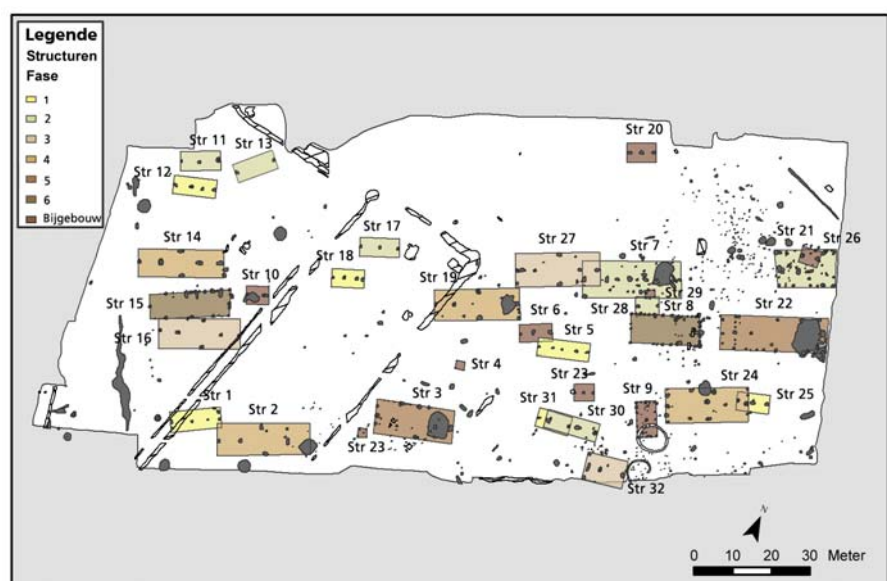 Legende
Structuren
Fase
1
2
3
4
5
6
Bijgebouw
Str 11
Str 13
Str 12
Str 20
Str 14
Str 17
Str 18
Str 10
Str 15
Str 16
Str 19
Str 27
Str 7
Str 21
Str 26
Str 29
Str 28
Str 8
Str 22
Str 6
Str 5
Str 4
Str 1
Str 2
Str 3
Str 23
Str 23
Str 31
Str 30
Str 9
Str 24
Str 25
Str 32
N
0 10 20 30 Meter